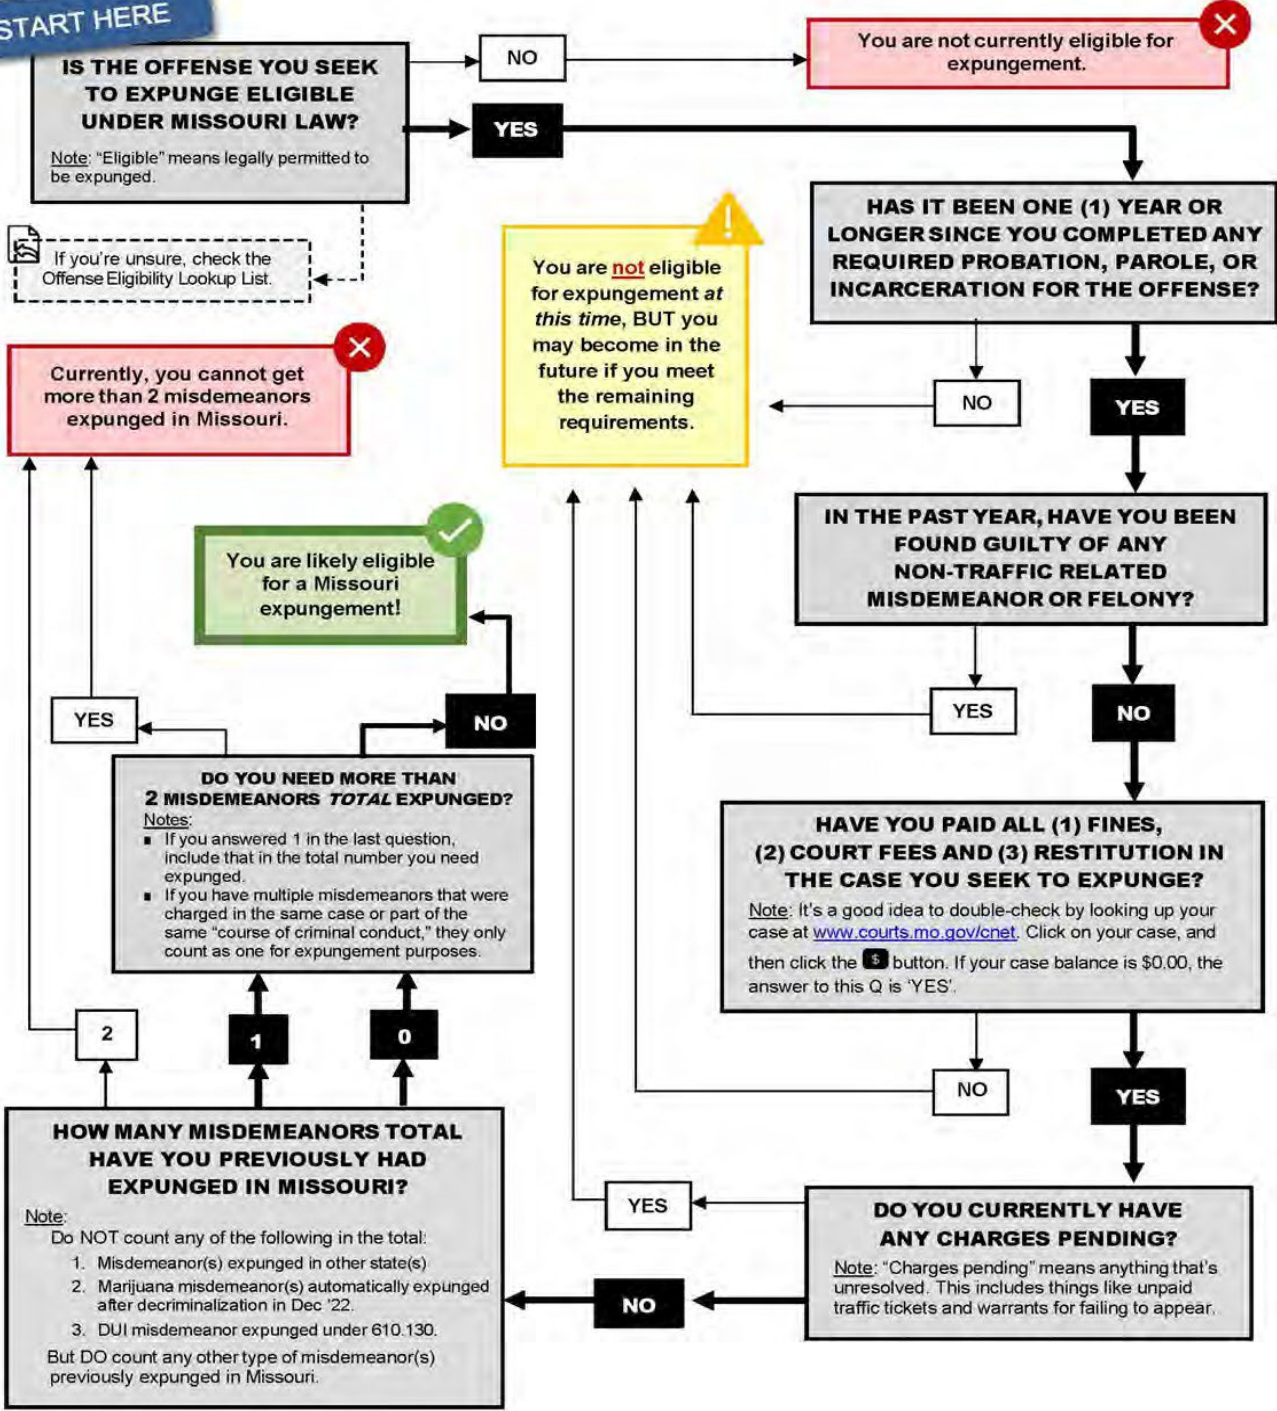 START HERE
IS THE OFFENSE YOU SEEK
TO EXPUNGE ELIGIBLE
UNDER MISSOURI LAW?
Note: "Eligible" means legally permitted to
be expunged.
NO
You are not currently eligible for
expungement.
YES
If you're unsure, check the
Offense Eligibility Lookup List.
HAS IT BEEN ONE (1) YEAR OR
LONGER SINCE YOU COMPLETED ANY
REQUIRED PROBATION, PAROLE, OR
INCARCERATION FOR THE OFFENSE?
NO
YES
You are not eligible
for expungement at
this time, BUT you
may become in the
future if you meet
the remaining
requirements.
IN THE PAST YEAR, HAVE YOU BEEN
FOUND GUILTY OF ANY
NON-TRAFFIC RELATED
MISDEMEANOR OR FELONY?
YES
NO
HAVE YOU PAID ALL (1) FINES,
(2) COURT FEES AND (3) RESTITUTION IN
THE CASE YOU SEEK TO EXPUNGE?
Note: It's a good idea to double-check by looking up your
case at www.courts.mo.gov/cnet. Click on your case, and
then click the $ button. If your case balance is $0.00, the
answer to this Q is 'YES'.
NO
YES
DO YOU CURRENTLY HAVE
ANY CHARGES PENDING?
Note: "Charges pending" means anything that's
unresolved. This includes things like unpaid
traffic tickets and warrants for failing to appear.
YES
NO
HOW MANY MISDEMEANORS TOTAL
HAVE YOU PREVIOUSLY HAD
EXPUNGED IN MISSOURI?
Note:
Do NOT count any of the following in the total:
1. Misdemeanor(s) expunged in other state(s)
2. Marijuana misdemeanor(s) automatically expunged
after decriminalization in Dec '22.
3. DUI misdemeanor expunged under 610.130.
But DO count any other type of misdemeanor(s)
previously expunged in Missouri.
2
1
0
DO YOU NEED MORE THAN
2 MISDEMEANORS TOTAL EXPUNGED?
Notes:
■ If you answered 1 in the last question,
include that in the total number you need
expunged.
■ If you have multiple misdemeanors that were
charged in the same case or part of the
same "course of criminal conduct," they only
count as one for expungement purposes.
YES
NO
Currently, you cannot get
more than 2 misdemeanors
expunged in Missouri.
You are likely eligible
for a Missouri
expungement!